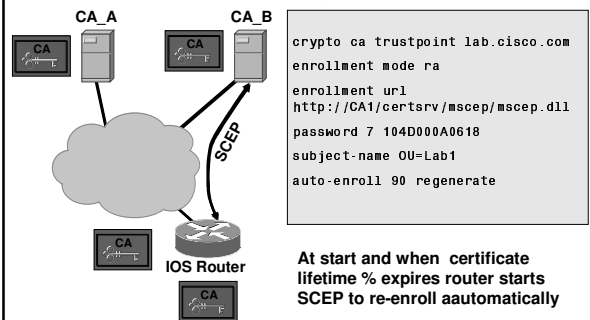 CA_A
CA_B
CA
CA
SCEP
CA
IOS Router
CA
crypto ca trustpoint lab.cisco.com
enrollment mode ra
enrollment url
http://CA1/certsrv/mscep/mscep.dll
password 7 104D000A0618
subject-name OU=Lab1
auto-enroll 90 regenerate
At start and when certificate
lifetime % expires router starts
SCEP to re-enroll aautomatically